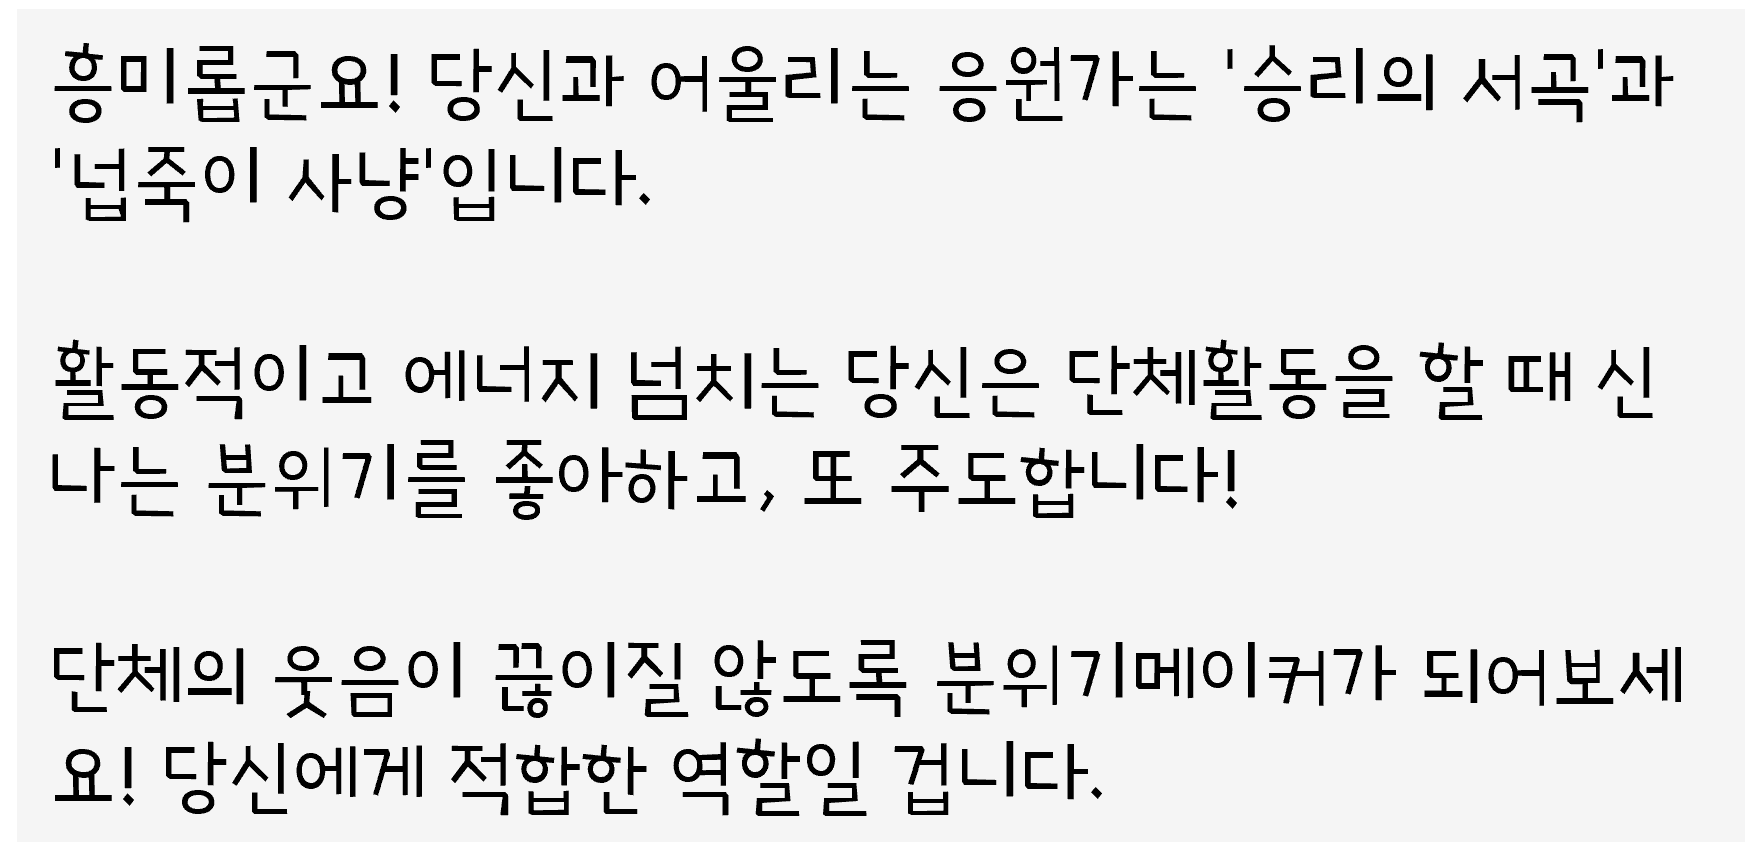 흥미롭군요! 당신과 어울리는 응원가는 '승리의 서곡'과
'넙죽이 사냥'입니다.
활동적이고 에너지 넘치는 당신은 단체활동을 할 때 신
나는 분위기를 좋아하고, 또 주도합니다!
단체의 웃음이 끊이질 않도록 분위기메이커가 되어보세
요! 당신에게 적합한 역할일 겁니다.